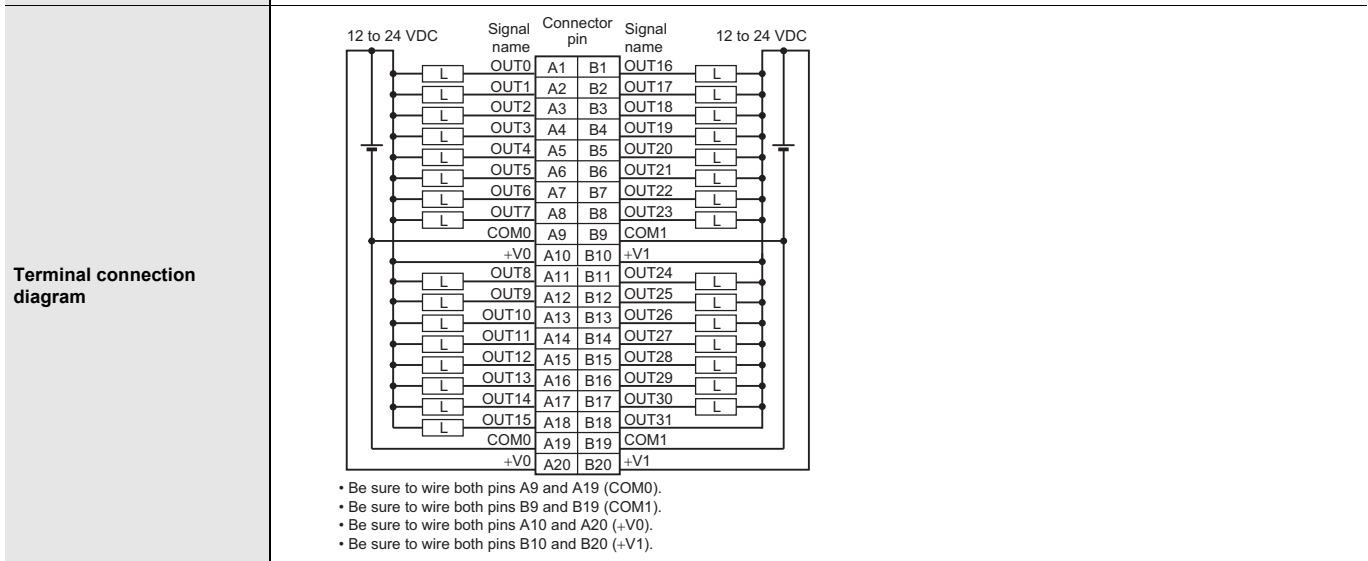 Terminal connection
diagram
12 to 24 VDC Signal name Connector pin Signal name 12 to 24 VDC
L OUT0 A1 B1 OUT16 L
L OUT1 A2 B2 OUT17 L
L OUT2 A3 B3 OUT18 L
L OUT3 A4 B4 OUT19 L
L OUT4 A5 B5 OUT20 L
L OUT5 A6 B6 OUT21 L
L OUT6 A7 B7 OUT22 L
L OUT7 A8 B8 OUT23 L
COM0 A9 B9 COM1
+V0 A10 B10 +V1
L OUT8 A11 B11 OUT24 L
L OUT9 A12 B12 OUT25 L
L OUT10 A13 B13 OUT26 L
L OUT11 A14 B14 OUT27 L
L OUT12 A15 B15 OUT28 L
L OUT13 A16 B16 OUT29 L
L OUT14 A17 B17 OUT30 L
L OUT15 A18 B18 OUT31
COM0 A19 B19 COM1
+V0 A20 B20 +V1
• Be sure to wire both pins A9 and A19 (COM0).
• Be sure to wire both pins B9 and B19 (COM1).
• Be sure to wire both pins A10 and A20 (+V0).
• Be sure to wire both pins B10 and B20 (+V1).